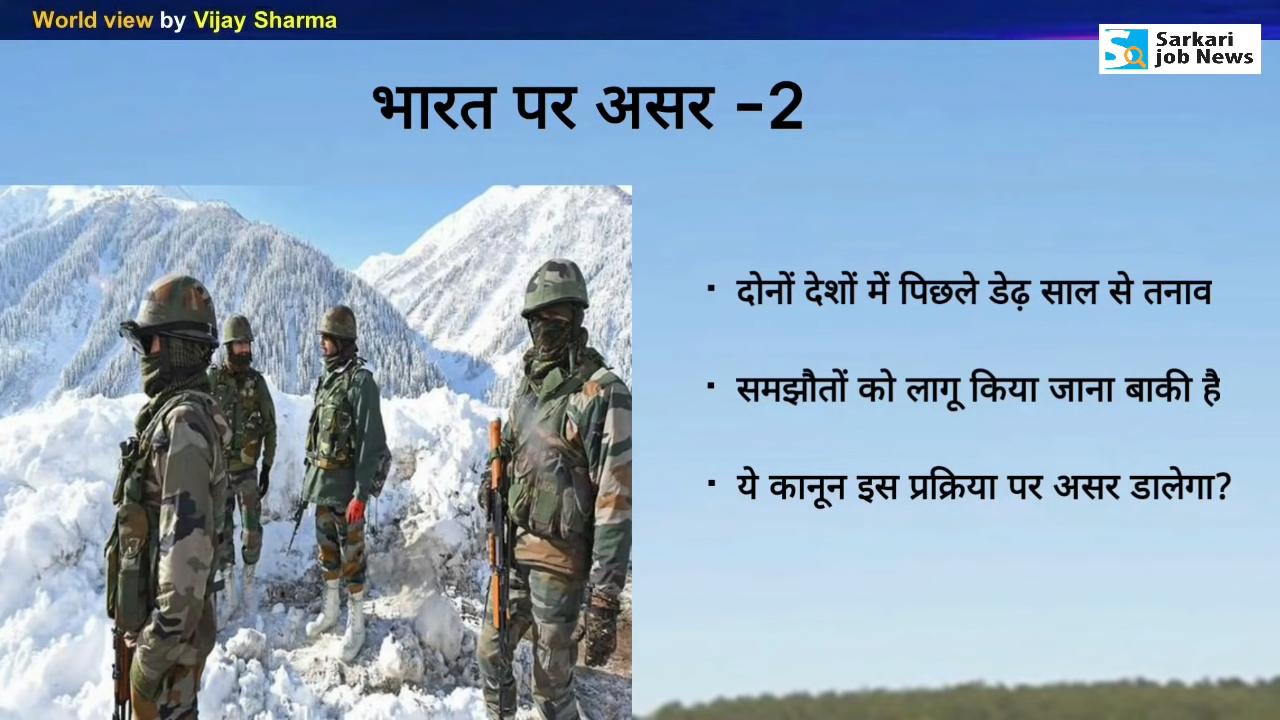 World view by Vijay Sharma
Sarkari
job News
भारत पर असर -2
▪ दोनों देशों में पिछले डेढ़ साल से तनाव
▪ समझौतों को लागू किया जाना बाकी है
▪ ये कानून इस प्रक्रिया पर असर डालेगा?